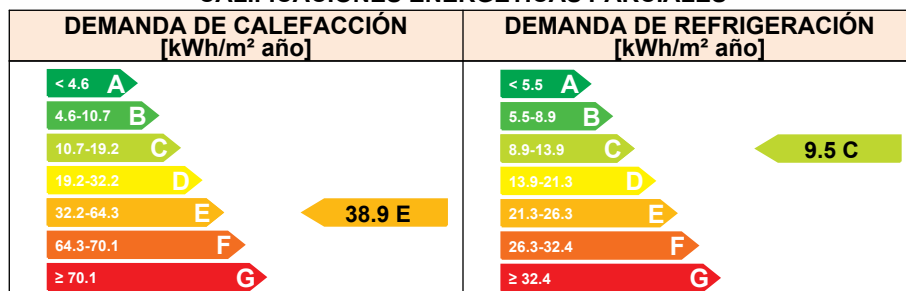 CALIFICACIONES ENERGÉTICAS PARCIALES
DEMANDA DE CALEFACCIÓN
[kWh/m² año]
< 4.6 A
4.6-10.7 B
10.7-19.2 C
19.2-32.2 D
32.2-64.3 E
38.9 E
64.3-70.1 F
≥ 70.1 G
DEMANDA DE REFRIGERACIÓN
[kWh/m² año]
< 5.5 A
5.5-8.9 B
8.9-13.9 C
9.5 C
13.9-21.3 D
21.3-26.3 E
26.3-32.4 F
≥ 32.4 G